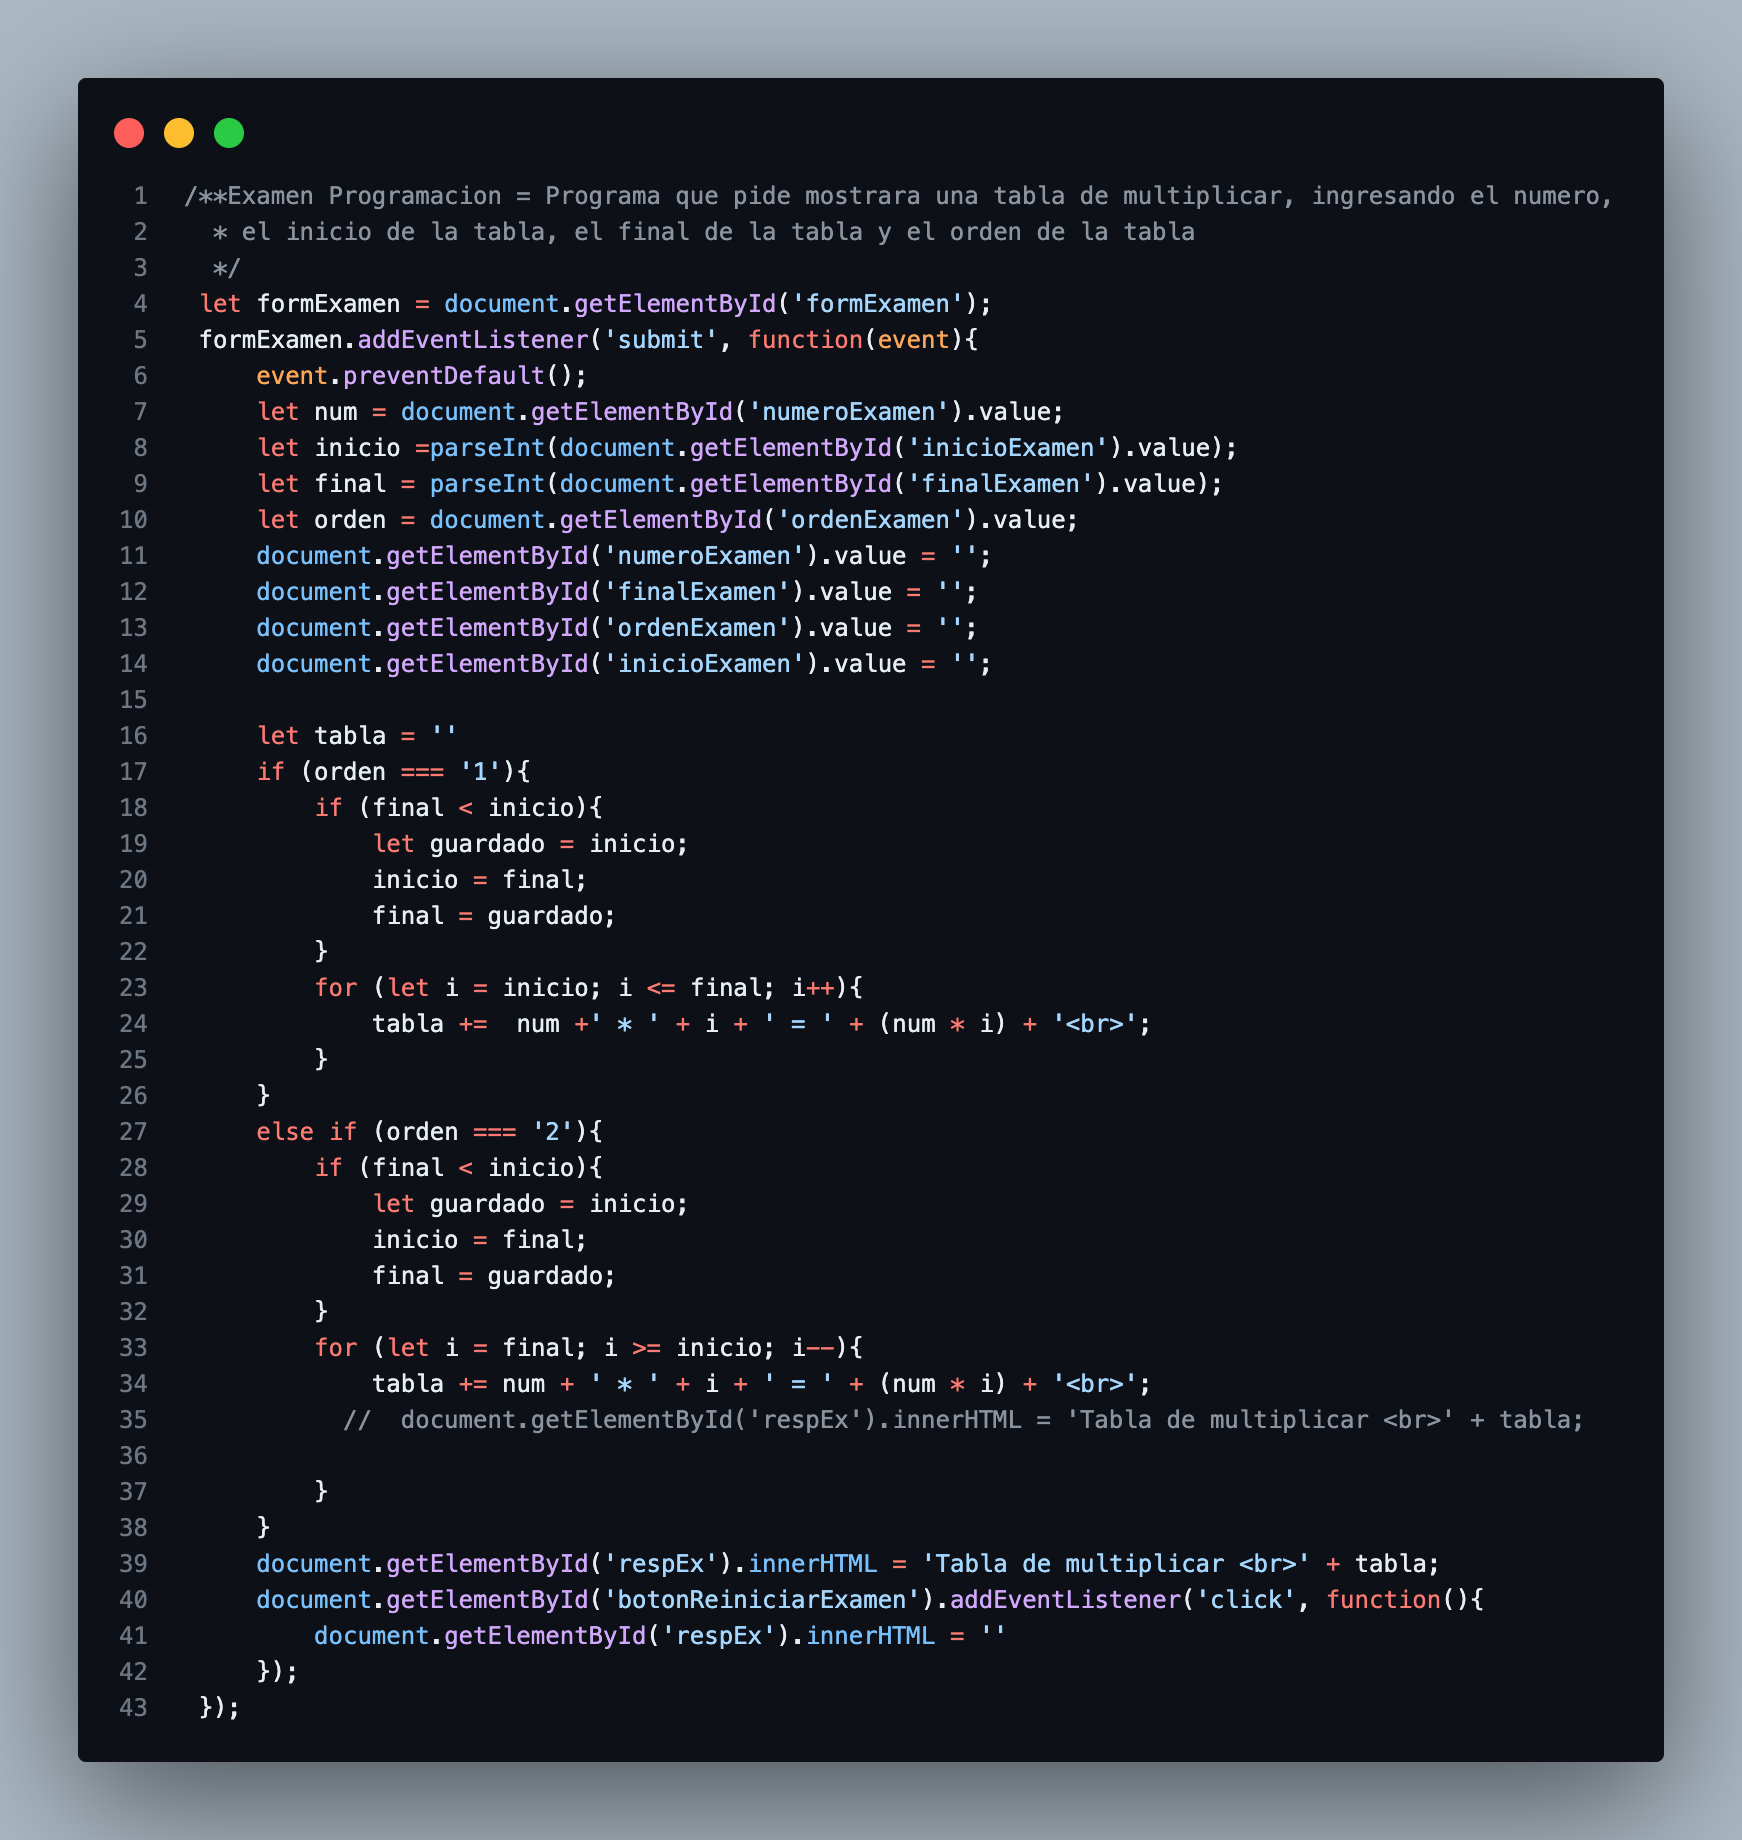 1 /**Examen Programacion = Programa que pide mostrara una tabla de multiplicar, ingresando el numero,
2  * el inicio de la tabla, el final de la tabla y el orden de la tabla
3  */
4 let formExamen = document.getElementById('formExamen');
5 formExamen.addEventListener('submit', function(event){
6     event.preventDefault();
7     let num = document.getElementById('numeroExamen').value;
8     let inicio =parseInt(document.getElementById('inicioExamen').value);
9     let final = parseInt(document.getElementById('finalExamen').value);
10     let orden = document.getElementById('ordenExamen').value;
11     document.getElementById('numeroExamen').value = '';
12     document.getElementById('finalExamen').value = '';
13     document.getElementById('ordenExamen').value = '';
14     document.getElementById('inicioExamen').value = '';
15
16     let tabla = ''
17     if (orden === '1'){
18         if (final < inicio){
19             let guardado = inicio;
20             inicio = final;
21             final = guardado;
22         }
23         for (let i = inicio; i <= final; i++){
24             tabla +=  num +' * ' + i + ' = ' + (num * i) + '<br>';
25         }
26     }
27     else if (orden === '2'){
28         if (final < inicio){
29             let guardado = inicio;
30             inicio = final;
31             final = guardado;
32         }
33         for (let i = final; i >= inicio; i--){
34             tabla += num + ' * ' + i + ' = ' + (num * i) + '<br>';
35           //  document.getElementById('respEx').innerHTML = 'Tabla de multiplicar <br>' + tabla;
36
37         }
38     }
39     document.getElementById('respEx').innerHTML = 'Tabla de multiplicar <br>' + tabla;
40     document.getElementById('botonReiniciarExamen').addEventListener('click', function(){
41         document.getElementById('respEx').innerHTML = ''
42     });
43 });